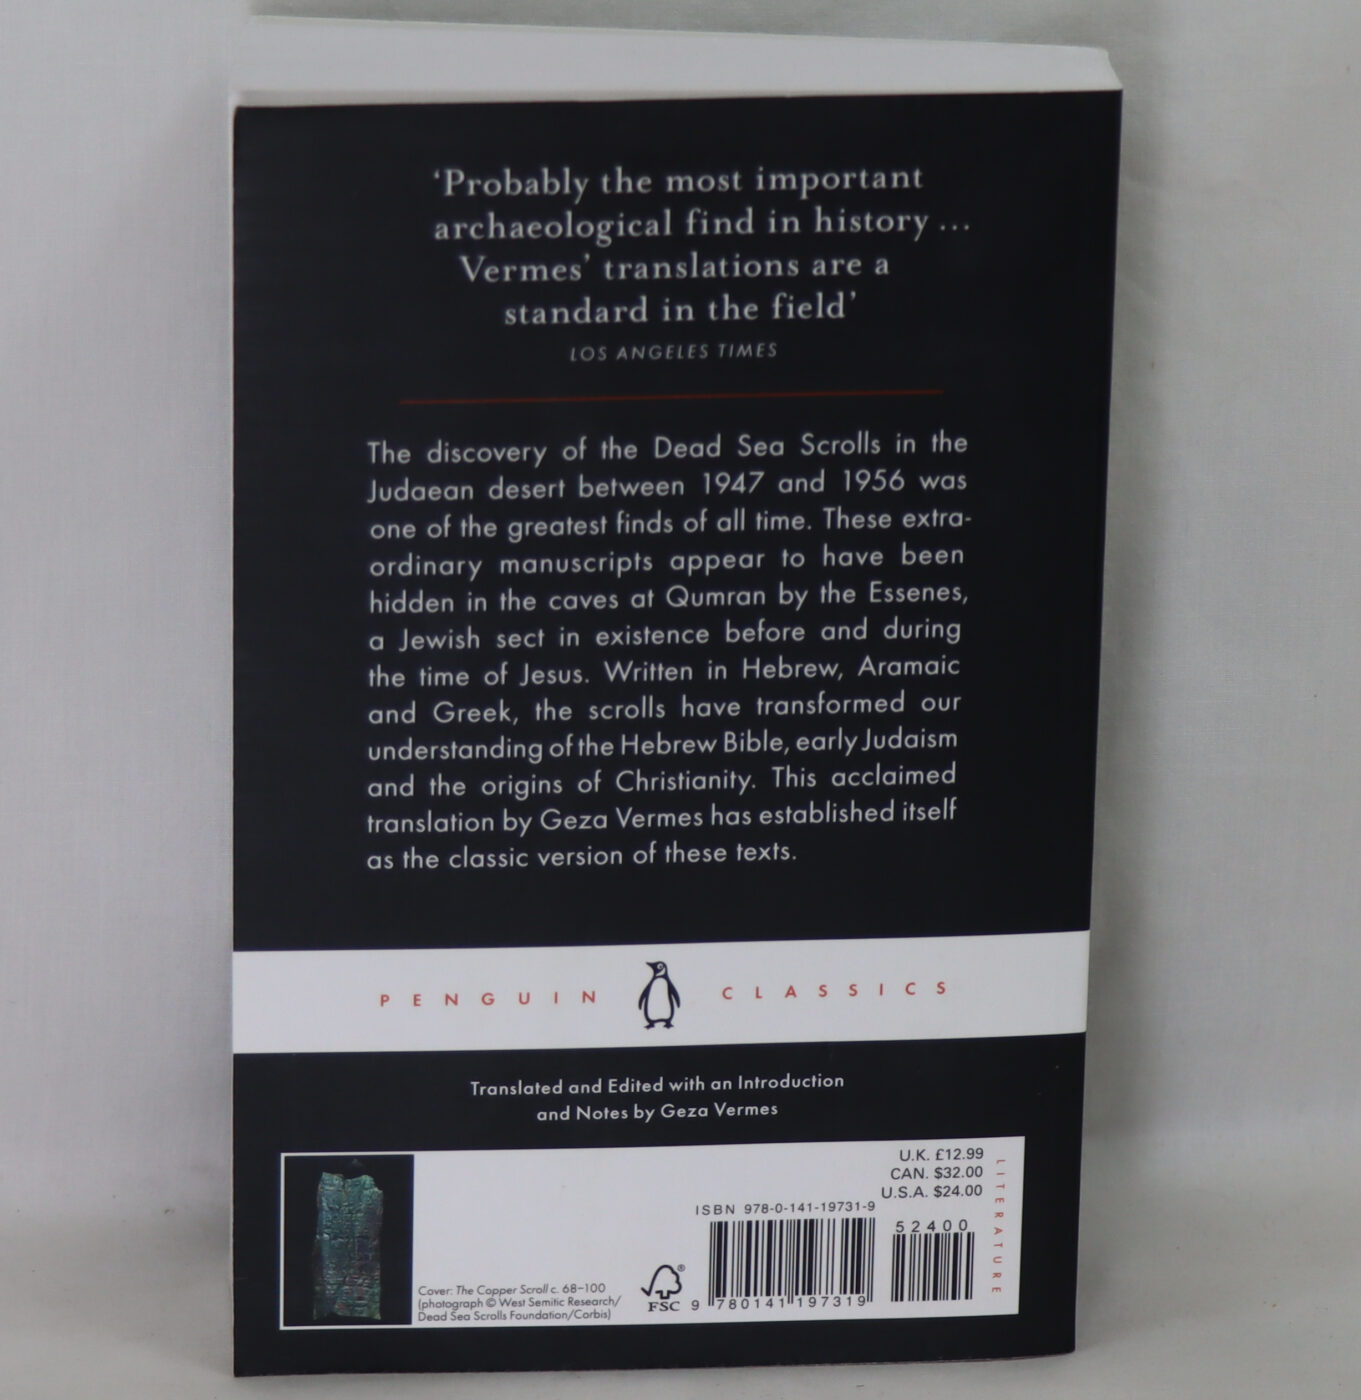 ‘Probably the most important
archaeological find in history ...
Vermes’ translations are a
standard in the field’
LOS ANGELES TIMES
The discovery of the Dead Sea Scrolls in the
Judaean desert between 1947 and 1956 was
one of the greatest finds of all time. These extra-
ordinary manuscripts appear to have been
hidden in the caves at Qumran by the Essenes,
a Jewish sect in existence before and during
the time of Jesus. Written in Hebrew, Aramaic
and Greek, the scrolls have transformed our
understanding of the Hebrew Bible, early Judaism
and the origins of Christianity. This acclaimed
translation by Geza Vermes has established itself
as the classic version of these texts.
PENGUIN CLASSICS
Translated and Edited with an Introduction
and Notes by Geza Vermes
U.K. £12.99
CAN. $32.00
U.S.A. $24.00
ISBN 978-0-141-19731-9
52400
9 780141 197319
LITERATURE
FSC®
Cover: The Copper Scroll c. 68–100
(photograph © West Semitic Research/
Dead Sea Scrolls Foundation/Corbis)